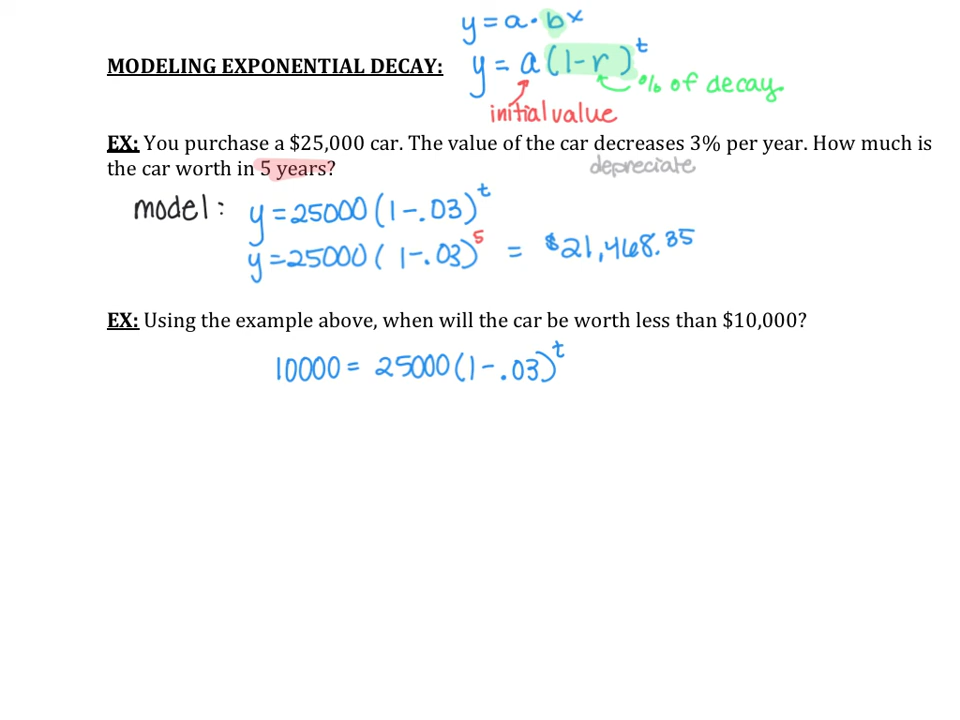 y = a · b^x
MODELING EXPONENTIAL DECAY: y = a(1-r)^t
% of decay
initial value
EX: You purchase a $25,000 car. The value of the car decreases 3% per year. How much is
depreciate
the car worth in 5 years?
model: y = 25000(1-.03)^t
y = 25000(1-.03)^5 = $21,468.35
EX: Using the example above, when will the car be worth less than $10,000?
10000 = 25000(1-.03)^t